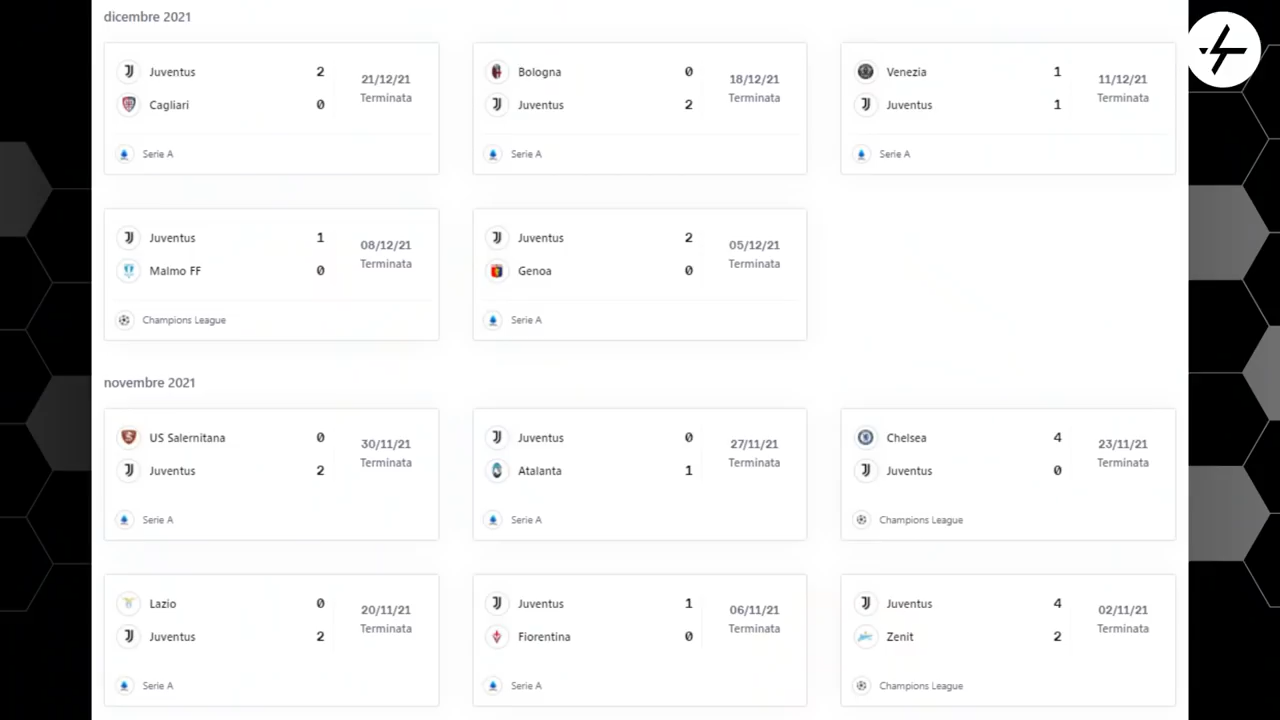 dicembre 2021
Juventus 2
Cagliari 0
21/12/21
Terminata
Serie A
Bologna 0
Juventus 2
18/12/21
Terminata
Serie A
Venezia 1
Juventus 1
11/12/21
Terminata
Serie A
Juventus 1
Malmo FF 0
08/12/21
Terminata
Champions League
Juventus 2
Genoa 0
05/12/21
Terminata
Serie A
novembre 2021
US Salernitana 0
Juventus 2
30/11/21
Terminata
Serie A
Juventus 0
Atalanta 1
27/11/21
Terminata
Serie A
Chelsea 4
Juventus 0
23/11/21
Terminata
Champions League
Lazio 0
Juventus 2
20/11/21
Terminata
Serie A
Juventus 1
Fiorentina 0
06/11/21
Terminata
Serie A
Juventus 4
Zenit 2
02/11/21
Terminata
Champions League